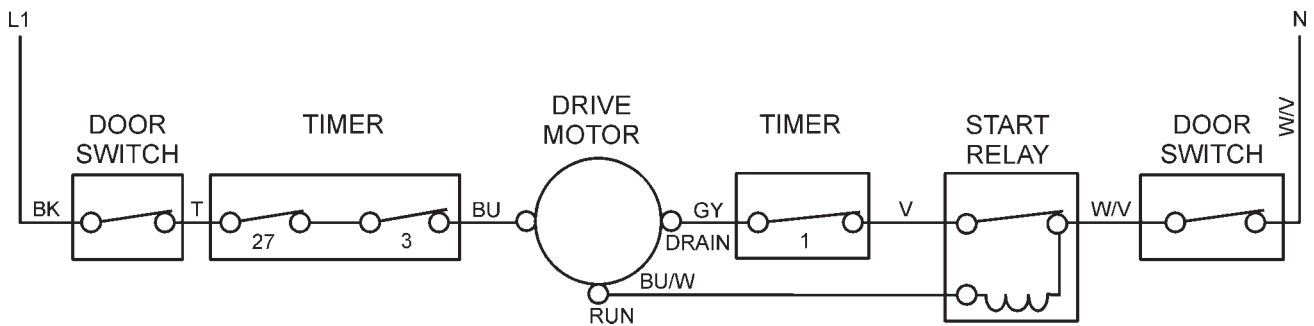 L1
N
DOOR
SWITCH
TIMER
DRIVE
MOTOR
TIMER
START
RELAY
DOOR
SWITCH
W/V
BK
T
27
3
BU
GY
DRAIN
1
V
W/V
BU/W
RUN